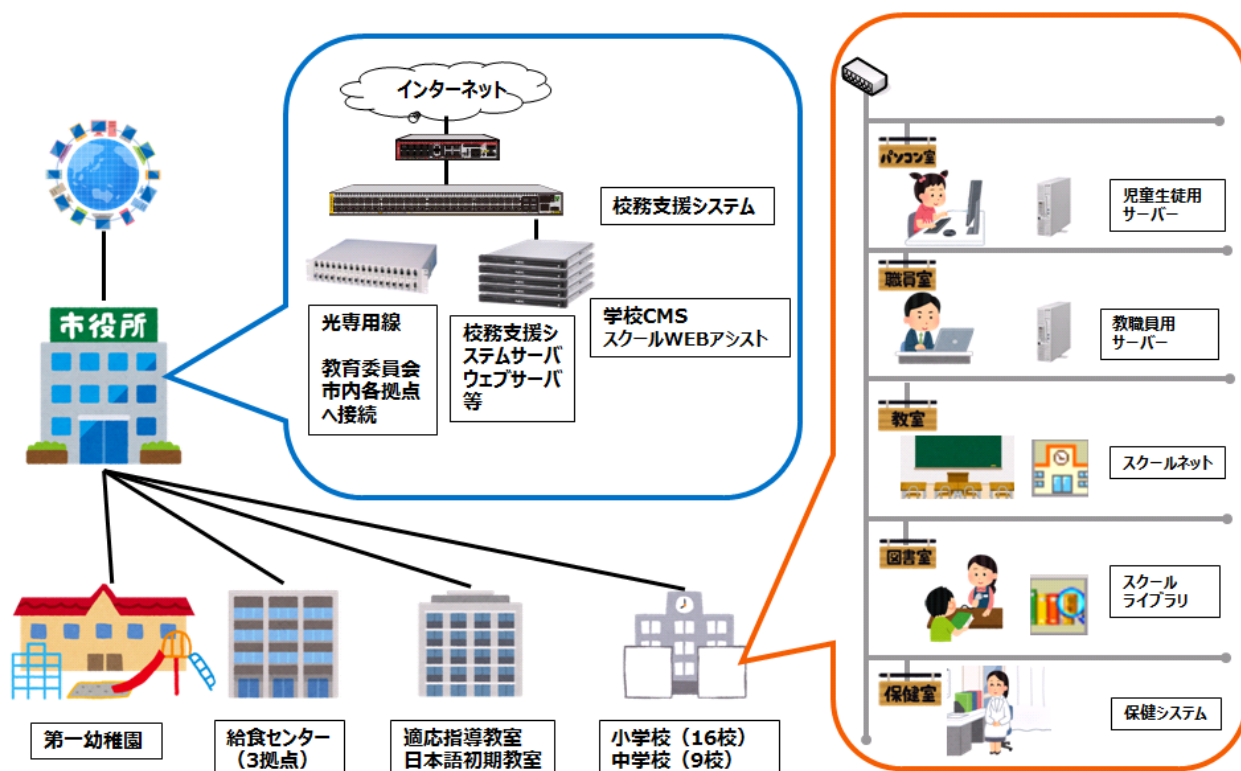 インターネット
校務支援システム
光専用線
教育委員会
市内各拠点
へ接続
校務支援シ
ステムサーバ
ウェブサーバ
等
学校CMS
スクールWEBアシスト
市役所
第一幼稚園
給食センター
（3拠点）
適応指導教室
日本語初期教室
小学校（16校）
中学校（9校）
パソコン室
児童生徒用
サーバー
職員室
教職員用
サーバー
教室
スクールネット
図書室
スクール
ライブラリ
保健室
保健システム